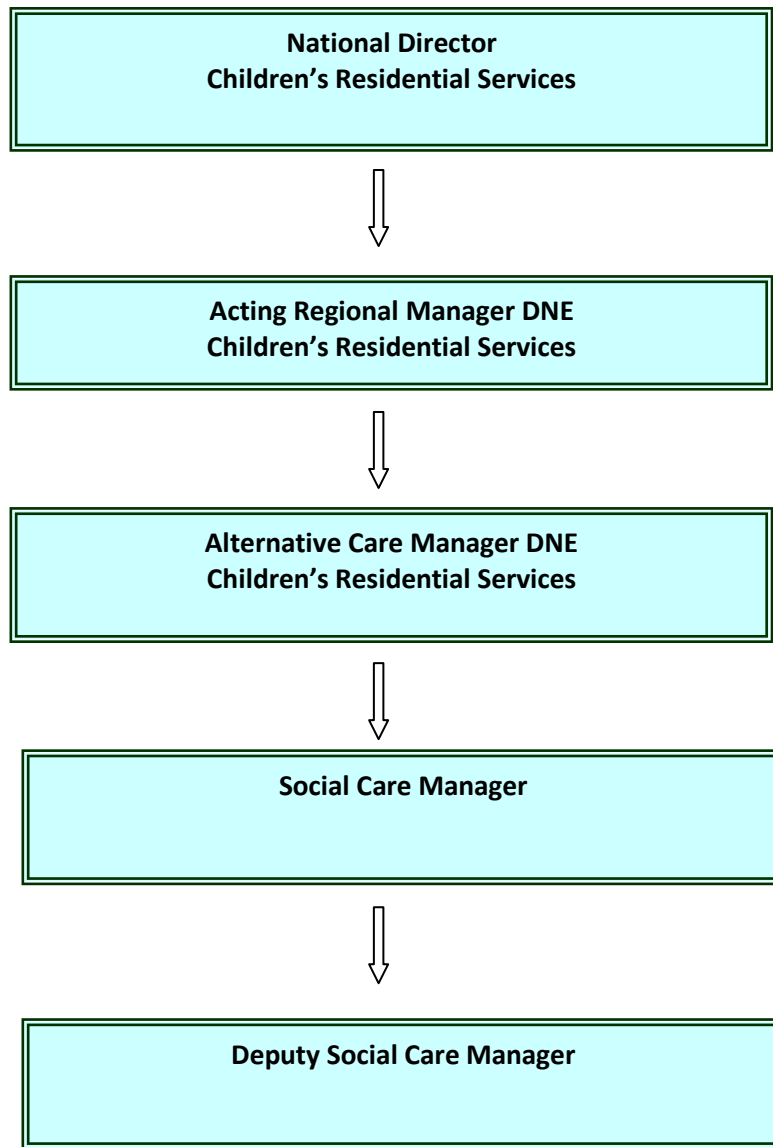 National Director
Children’s Residential Services
Acting Regional Manager DNE
Children’s Residential Services
Alternative Care Manager DNE
Children’s Residential Services
Social Care Manager
Deputy Social Care Manager